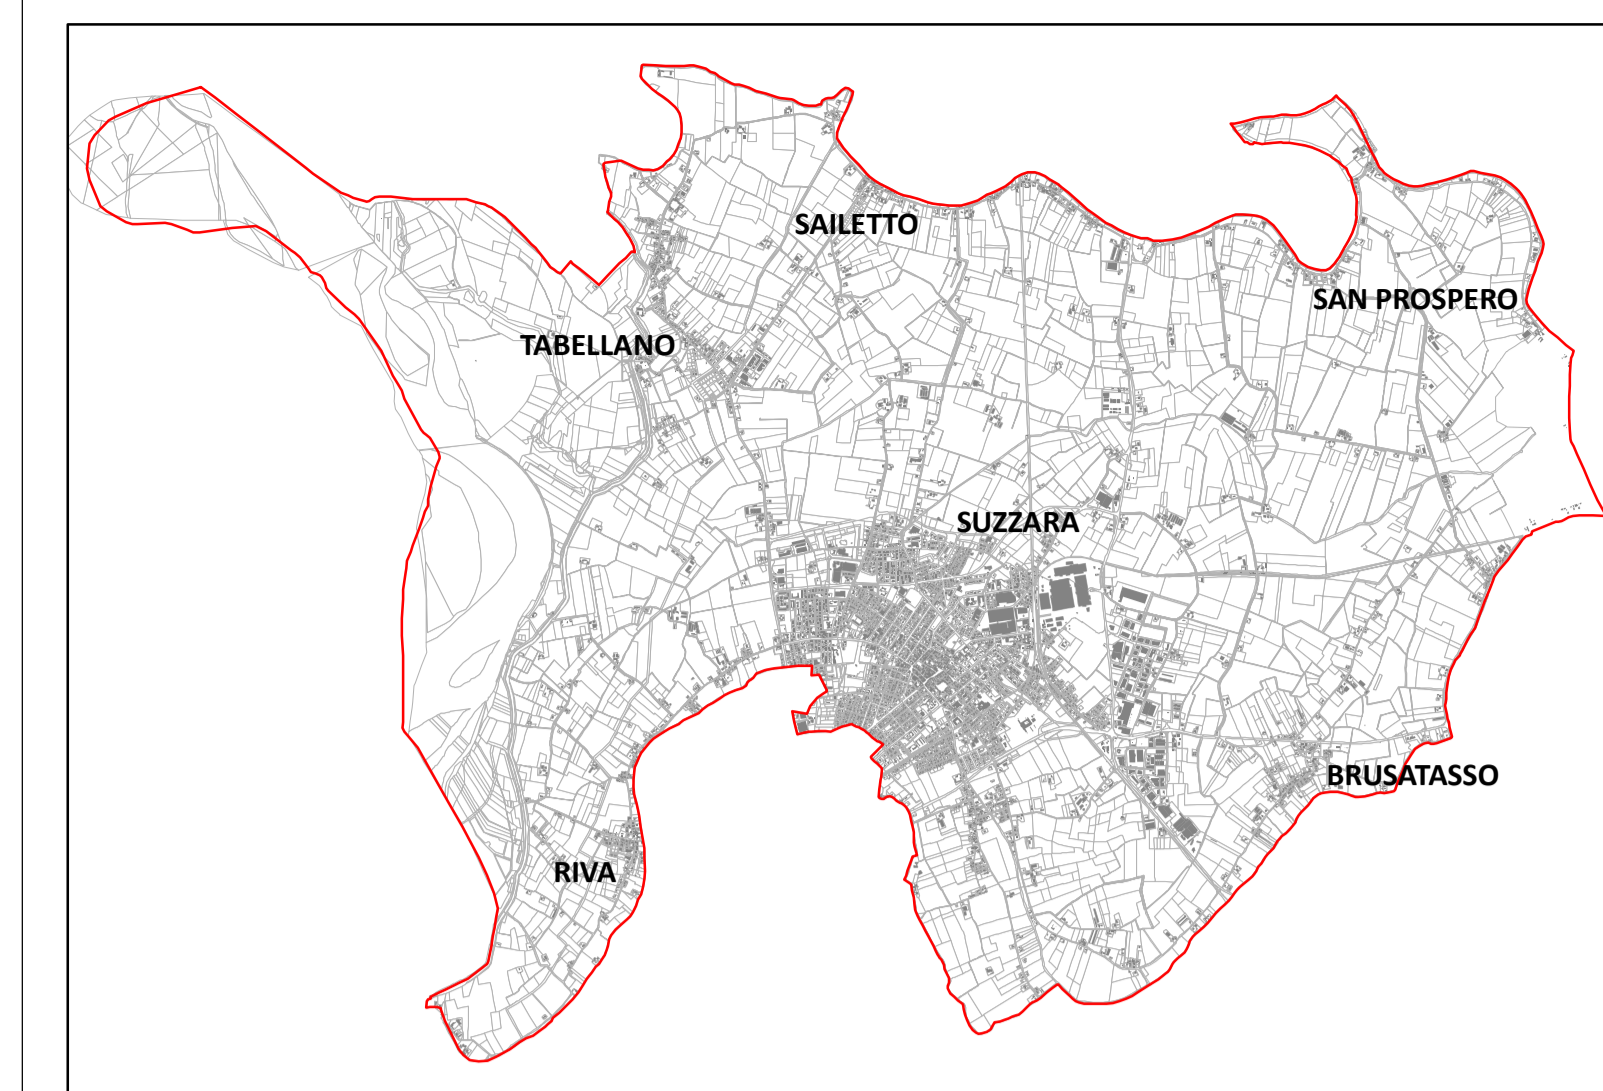 SAILETTO
SAN PROSPERO
TABELLANO
SUZZARA
BRUSATASSO
RIVA